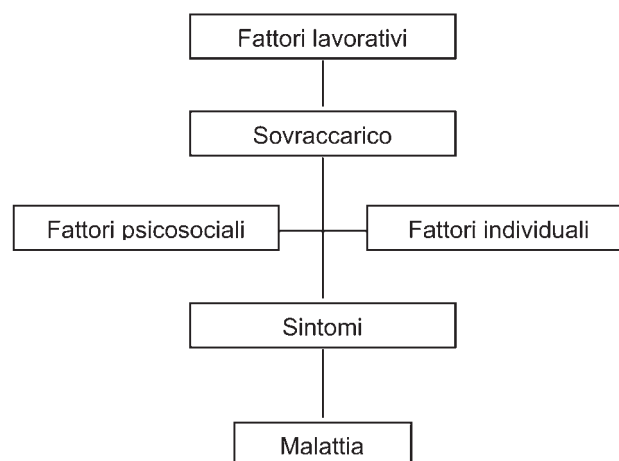 Fattori lavorativi
Sovraccarico
Fattori psicosociali
Fattori individuali
Sintomi
Malattia